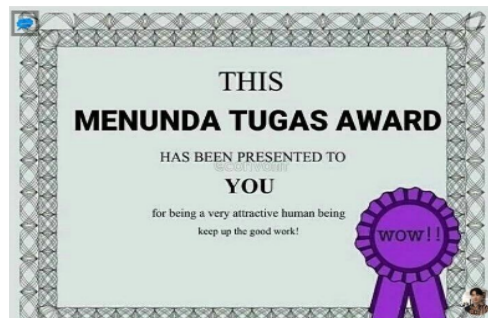 THIS
MENUNDA TUGAS AWARD
HAS BEEN PRESENTED TO
YOU
for being a very attractive human being
keep up the good work!
wow!!